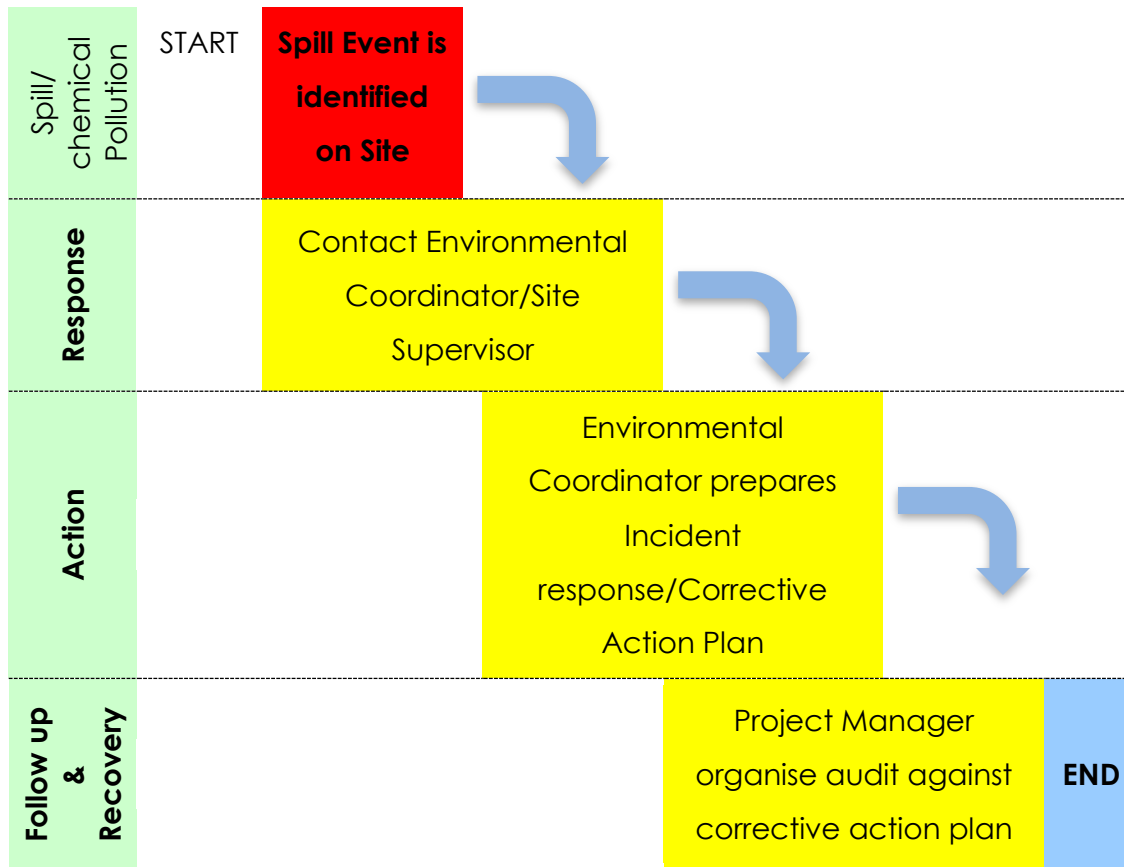 Spill/
chemical
Pollution
START
Spill Event is
identified
on Site
Response
Contact Environmental
Coordinator/Site
Supervisor
Action
Environmental
Coordinator prepares
Incident
response/Corrective
Action Plan
Follow up
&
Recovery
Project Manager
organise audit against
corrective action plan
END